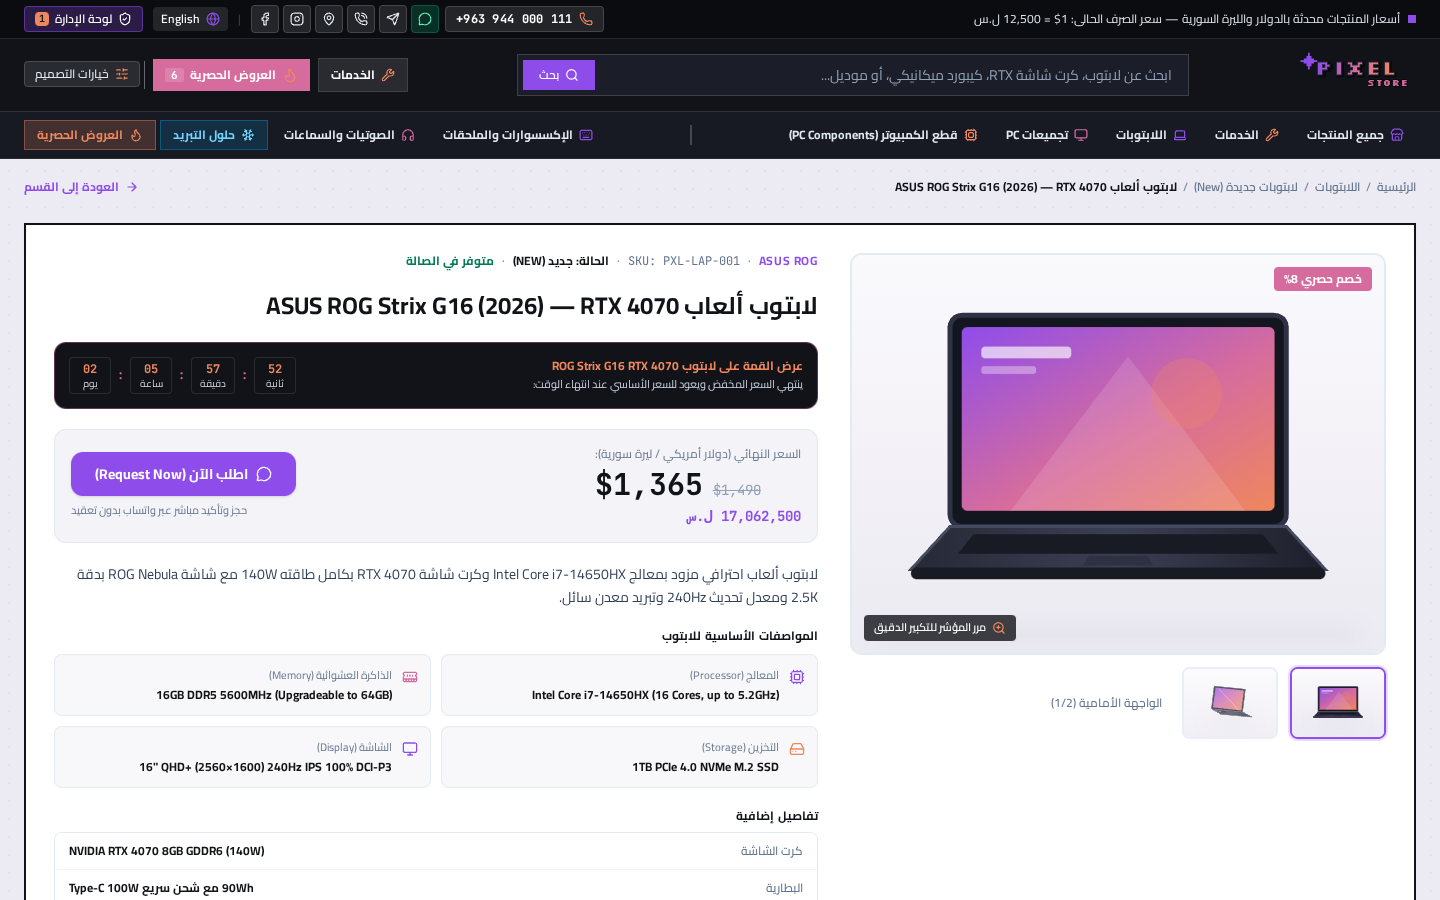 أسعار المنتجات محدثة بالدولار والليرة السورية — سعر الصرف الحالي: 1$ = 12,500 ل.س
+963 944 000 111
English
لوحة الإدارة 1
PIXEL
STORE
ابحث عن لابتوب، كرت شاشة RTX، كيبورد ميكانيكي، أو موديل...
بحث
الخدمات
العروض الحصرية 6
خيارات التصميم
جميع المنتجات
الخدمات
اللابتوبات
تجميعات PC
قطع الكمبيوتر (PC Components)
الإكسسوارات والملحقات
الصوتيات والسماعات
حلول التبريد
العروض الحصرية
الرئيسية / اللابتوبات / لابتوبات جديدة (New) / لابتوب ألعاب ASUS ROG Strix G16 (2026) — RTX 4070
العودة إلى القسم
خصم حصري 8%
مرر المؤشر للتكبير الدقيق
الواجهة الأمامية (1/2)
ASUS ROG · SKU: PXL-LAP-001 · الحالة: جديد (NEW) · متوفر في الصالة
لابتوب ألعاب ASUS ROG Strix G16 (2026) — RTX 4070
عرض القمة على لابتوب ROG Strix G16 RTX 4070
ينتهي السعر المخفض ويعود للسعر الأساسي عند انتهاء الوقت:
52 : 57 : 05 : 02
ثانية دقيقة ساعة يوم
السعر النهائي (دولار أمريكي / ليرة سورية):
$1,490 $1,365
17,062,500 ل.س
اطلب الآن (Request Now)
حجز وتأكيد مباشر عبر واتساب بدون تعقيد
لابتوب ألعاب احترافي مزود بمعالج Intel Core i7-14650HX وكرت شاشة RTX 4070 بكامل طاقته 140W مع شاشة ROG Nebula بدقة
2.5K ومعدل تحديث 240Hz وتبريد معدن سائل.
المواصفات الأساسية للابتوب
المعالج (Processor)
Intel Core i7-14650HX (16 Cores, up to 5.2GHz)
الذاكرة العشوائية (Memory)
16GB DDR5 5600MHz (Upgradeable to 64GB)
التخزين (Storage)
1TB PCIe 4.0 NVMe M.2 SSD
الشاشة (Display)
16" QHD+ (2560×1600) 240Hz IPS 100% DCI-P3
تفاصيل إضافية
كرت الشاشة
NVIDIA RTX 4070 8GB GDDR6 (140W)
البطارية
90Wh مع شحن سريع Type-C 100W